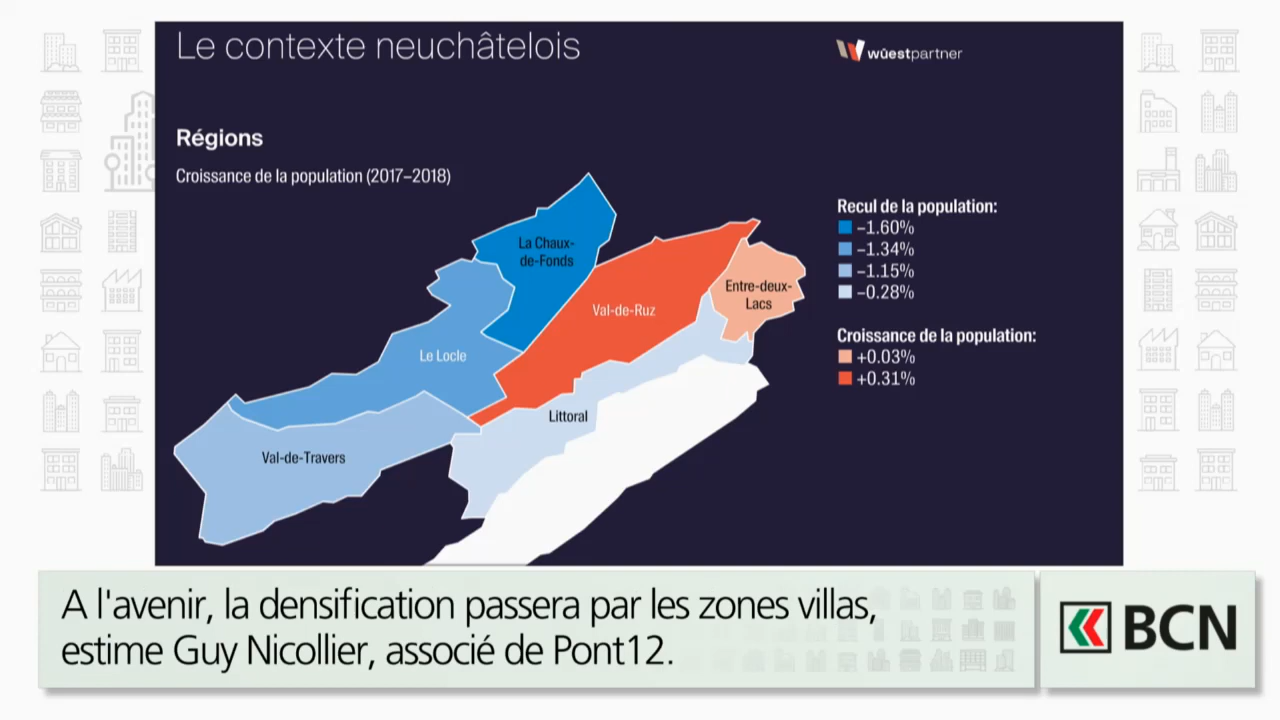 Le contexte neuchâtelois
wüestpartner
Régions
Croissance de la population (2017–2018)
La Chaux-
de-Fonds
Val-de-Ruz
Entre-deux-
Lacs
Le Locle
Littoral
Val-de-Travers
Recul de la population:
–1.60%
–1.34%
–1.15%
–0.28%
Croissance de la population:
+0.03%
+0.31%
A l'avenir, la densification passera par les zones villas,
estime Guy Nicollier, associé de Pont12.
BCN